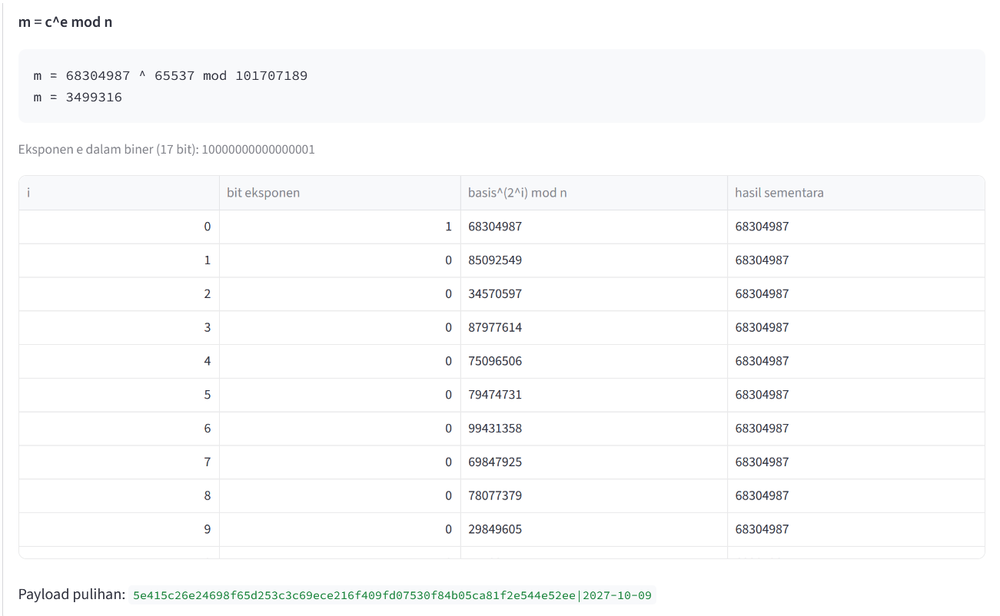 m = c^e mod n
m = 68304987 ^ 65537 mod 101707189
m = 3499316
Eksponen e dalam biner (17 bit): 10000000000000001
i bit eksponen basis^(2^i) mod n hasil sementara
0 1 68304987 68304987
1 0 85092549 68304987
2 0 34570597 68304987
3 0 87977614 68304987
4 0 75096506 68304987
5 0 79474731 68304987
6 0 99431358 68304987
7 0 69847925 68304987
8 0 78077379 68304987
9 0 29849605 68304987
Payload pulihan: 5e415c26e24698f65d253c3c69ece216f409fd07530f84b05ca81f2e544e52ee|2027-10-09